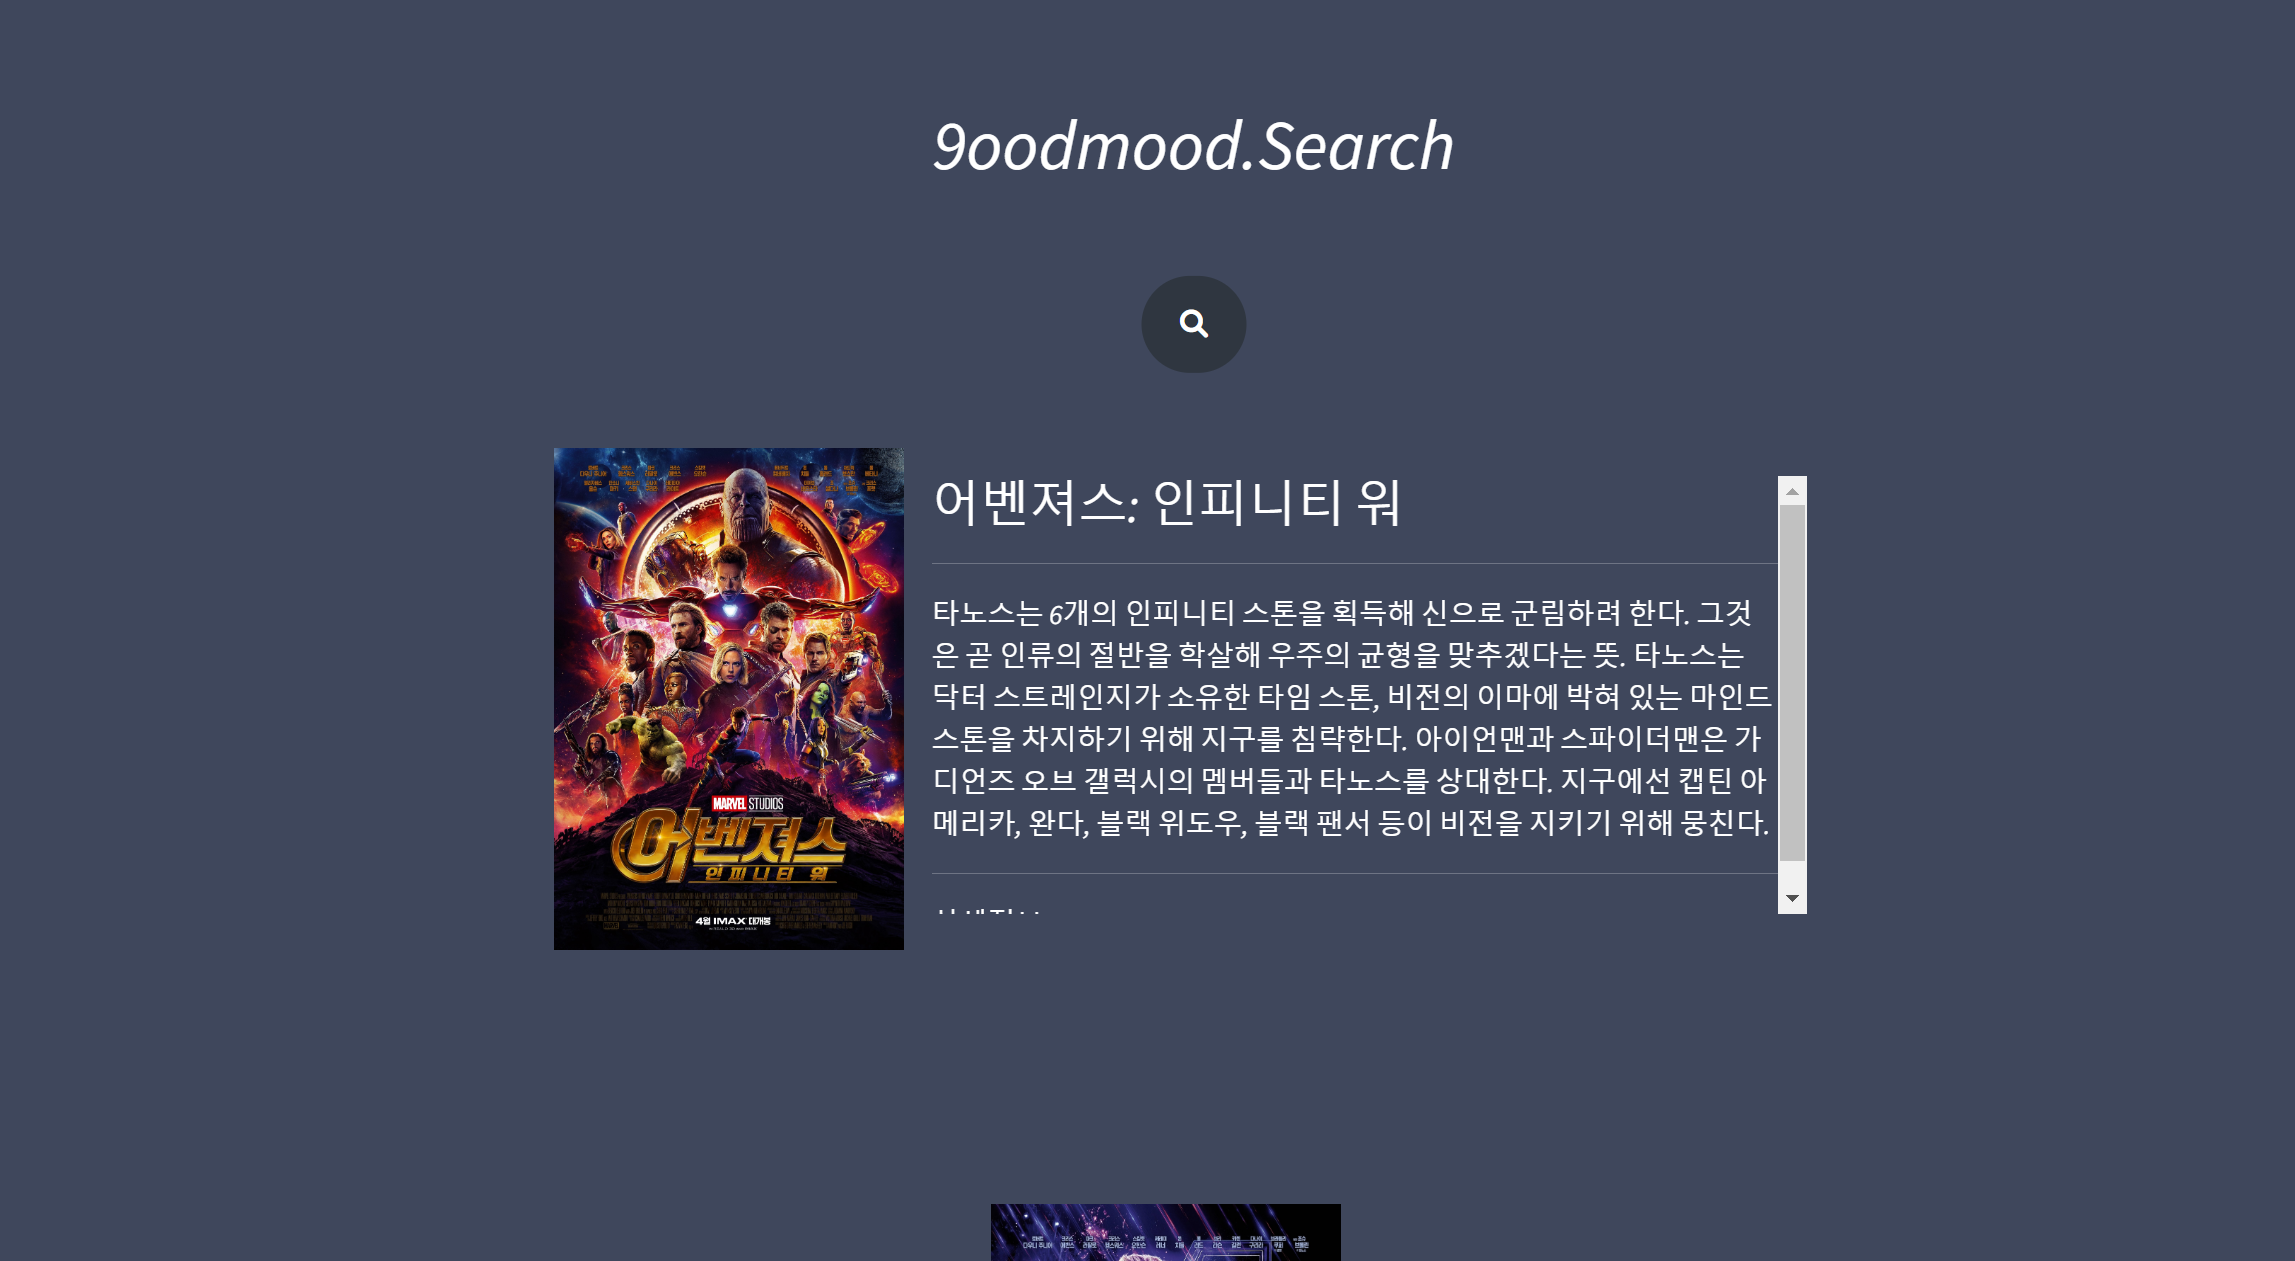 9oodmood.Search
어벤져스: 인피니티 워
타노스는 6개의 인피니티 스톤을 획득해 신으로 군림하려 한다. 그것
은 곧 인류의 절반을 학살해 우주의 균형을 맞추겠다는 뜻. 타노스는
닥터 스트레인지가 소유한 타임 스톤, 비전의 이마에 박혀 있는 마인드
스톤을 차지하기 위해 지구를 침략한다. 아이언맨과 스파이더맨은 가
디언즈 오브 갤럭시의 멤버들과 타노스를 상대한다. 지구에선 캡틴 아
메리카, 완다, 블랙 위도우, 블랙 팬서 등이 비전을 지키기 위해 뭉친다.
MARVEL STUDIOS
어벤져스
인피니티 워
4월 IMAX 대개봉